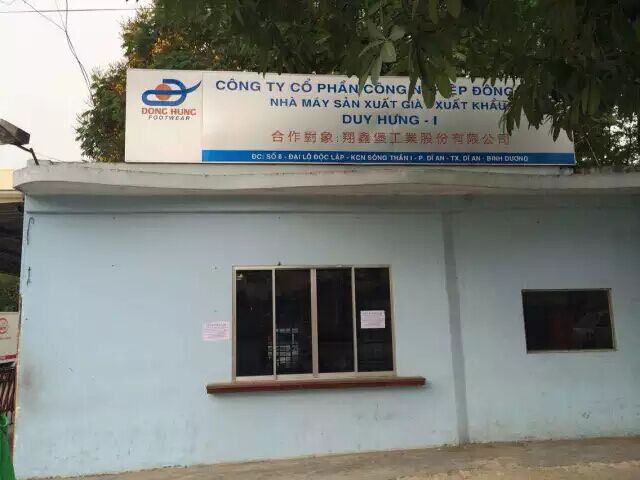 DONG HUNG
FOOTWEAR
CÔNG TY CỔ PHẦN CÔNG ĐÔNG
NHÀ MÁY SẢN XUẤT GIÀY XUẤT KHẨU
DUY HƯNG - I
合作對象:翔鑫堡工業股份有限公司
ĐC: SỐ 8 - ĐẠI LỘ ĐỘC LẬP - KCN SÓNG THẦN I - P. DĨ AN - TX. DĨ AN - BÌNH DƯƠNG